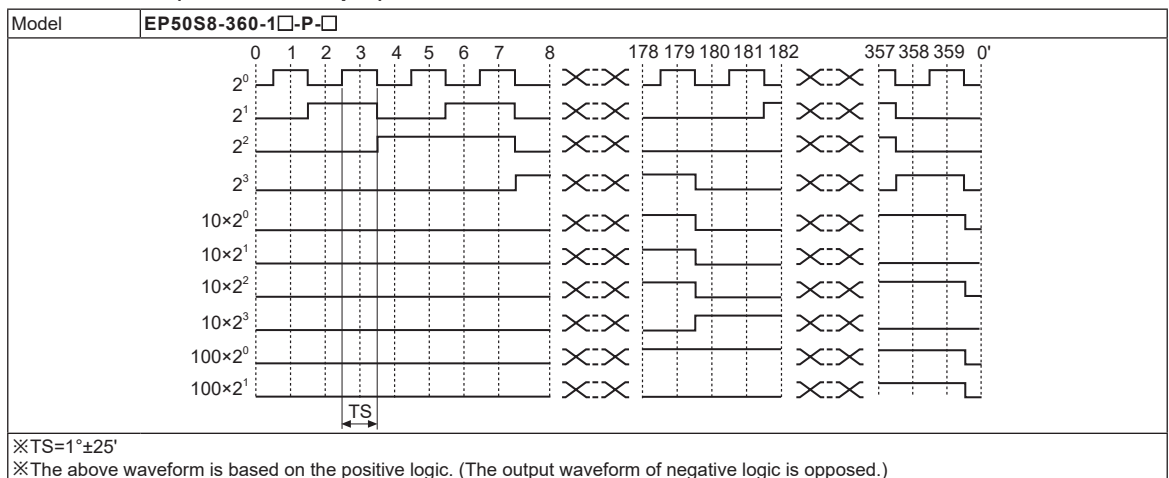 Model EP50S8-360-1□-P-□
0 1 2 3 4 5 6 7 8 178 179 180 181 182 357 358 359 0'
2⁰
2¹
2²
2³
10×2⁰
10×2¹
10×2²
10×2³
100×2⁰
100×2¹
TS
※TS=1°±25'
※The above waveform is based on the positive logic. (The output waveform of negative logic is opposed.)